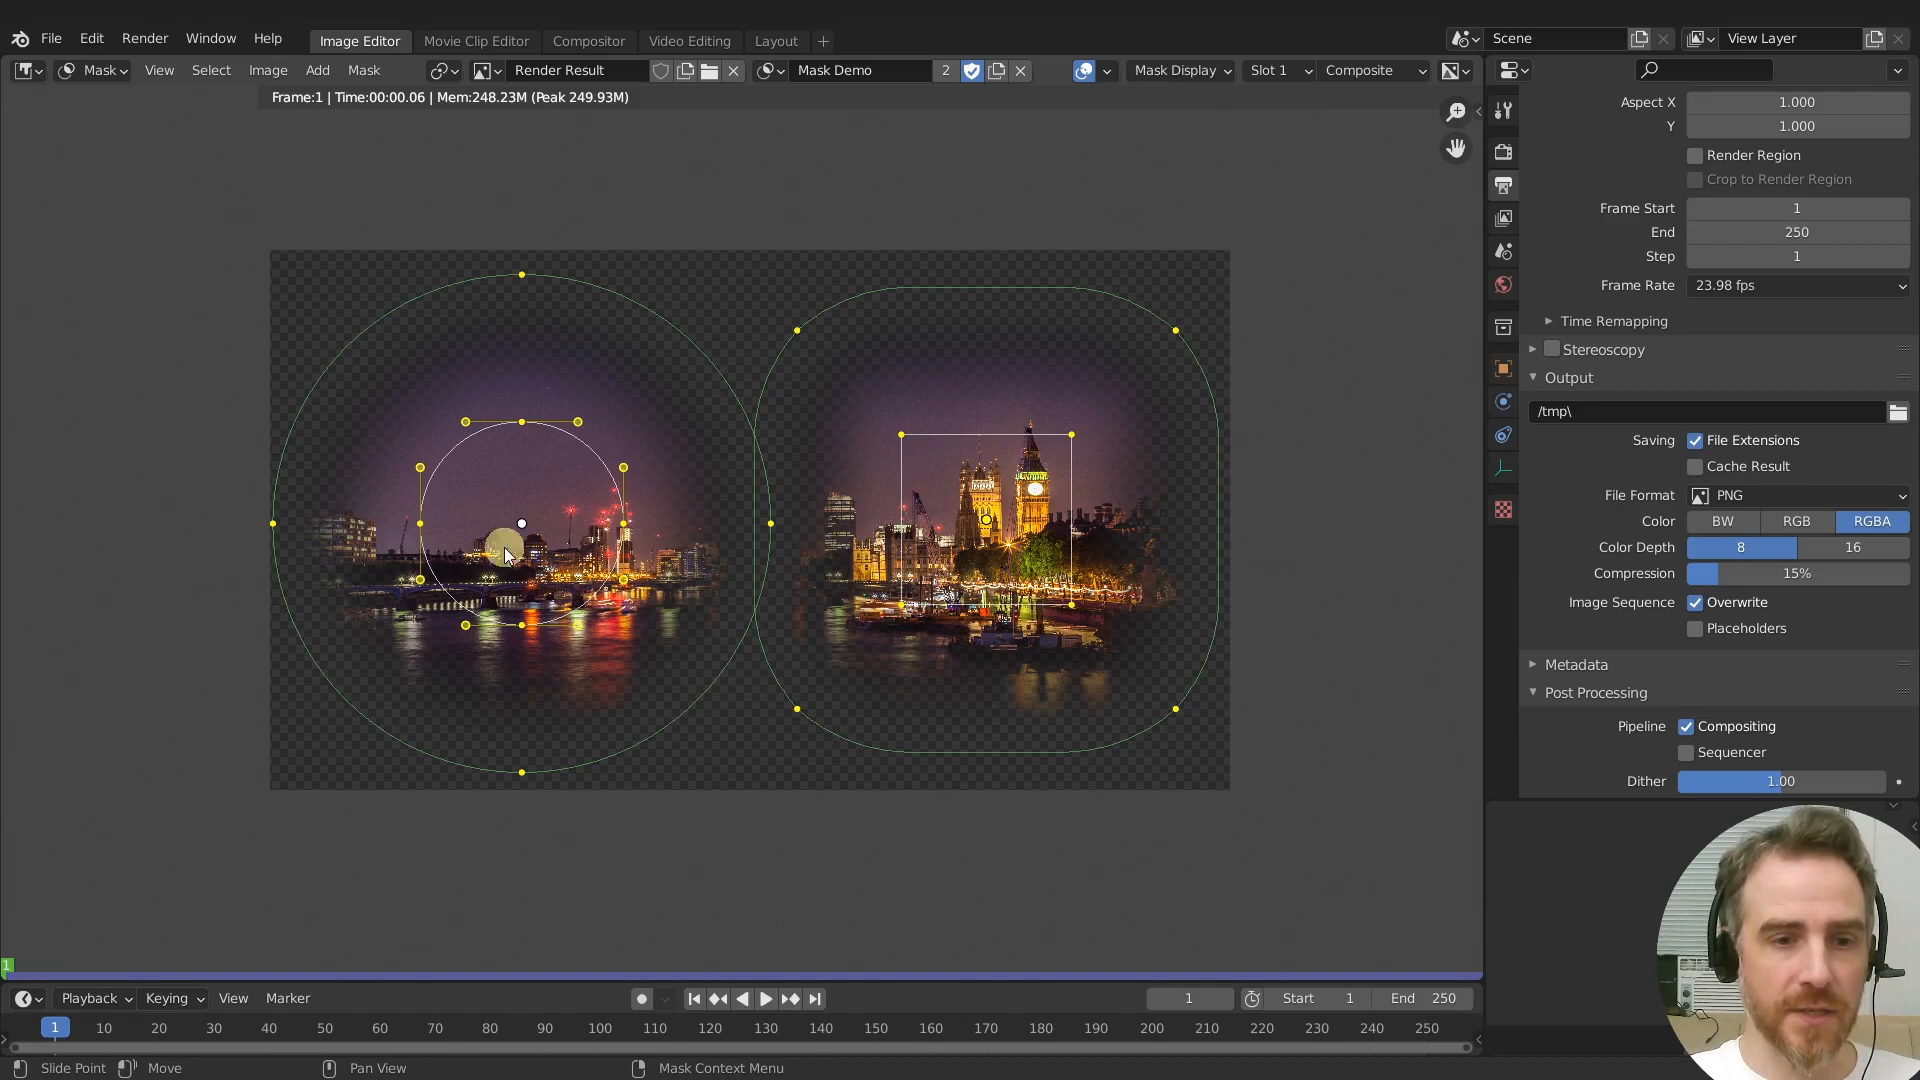 File Edit Render Window Help Image Editor Movie Clip Editor Compositor Video Editing Layout + Scene View Layer
Mask View Select Image Add Mask Render Result Mask Demo 2 Mask Display Slot 1 Composite
Frame:1 | Time:00:00.06 | Mem:248.23M (Peak 249.93M)
Aspect X 1.000
Y 1.000
Render Region
Crop to Render Region
Frame Start 1
End 250
Step 1
Frame Rate 23.98 fps
Time Remapping
Stereoscopy
Output
/tmp\
Saving File Extensions
Cache Result
File Format PNG
Color BW RGB RGBA
Color Depth 8 16
Compression 15%
Image Sequence Overwrite
Placeholders
Metadata
Post Processing
Pipeline Compositing
Sequencer
Dither 1.00
1
Playback Keying View Marker 1 Start 1 End 250
1 10 20 30 40 50 60 70 80 90 100 110 120 130 140 150 160 170 180 190 200 210 220 230 240 250
Slide Point Move Pan View Mask Context Menu